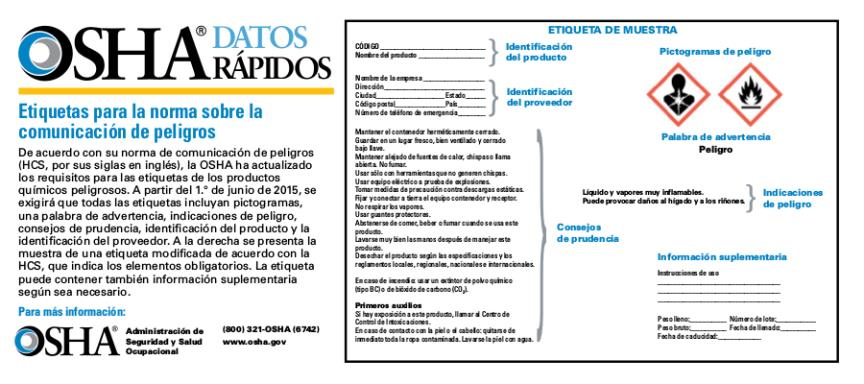 OSHA® DATOS
RÁPIDOS
Etiquetas para la norma sobre la
comunicación de peligros
De acuerdo con su norma de comunicación de peligros
(HCS, por sus siglas en inglés), la OSHA ha actualizado
los requisitos para las etiquetas de los productos
químicos peligrosos. A partir del 1.° de junio de 2015, se
exigirá que todas las etiquetas incluyan pictogramas,
una palabra de advertencia, indicaciones de peligro,
consejos de prudencia, identificación del producto y la
identificación del proveedor. A la derecha se presenta la
muestra de una etiqueta modificada de acuerdo con la
HCS, que indica los elementos obligatorios. La etiqueta
puede contener también información suplementaria
según sea necesario.
Para más información:
OSHA®
Administración de
Seguridad y Salud
Ocupacional
(800) 321-OSHA (6742)
www.osha.gov
ETIQUETA DE MUESTRA
CÓDIGO
Nombre del producto
Identificación
del producto
Nombre de la empresa
Dirección
Ciudad Estado
Código postal País
Número de teléfono de emergencia
Identificación
del proveedor
Mantener el contenedor herméticamente cerrado.
Guardar en un lugar fresco, bien ventilado y cerrado
bajo llave.
Mantener alejado de fuentes de calor, chispas o llama
abierta. No fumar.
Usar sólo con herramientas que no generen chispas.
Usar equipo eléctrico a prueba de explosiones.
Tomar medidas de precaución contra descargas estáticas.
Fijar y conectar a tierra el equipo contenedor y receptor.
No respirar los vapores.
Usar guantes protectores.
Abstenerse de comer, beber o fumar cuando se usa este
producto.
Lavarse muy bien las manos después de manejar este
producto.
Desechar el producto según las especificaciones y los
reglamentos locales, regionales, nacionales e internacionales.
En caso de incendio: usar un extintor de polvo químico
(tipo BC) o de bióxido de carbono (CO₂).
Primeros auxilios
Si hay exposición a este producto, llamar al Centro de
Control de Intoxicaciones.
En caso de contacto con la piel o el cabello: quitarse de
inmediato toda la ropa contaminada. Lavarse la piel con agua.
Consejos
de prudencia
Pictogramas de peligro
Palabra de advertencia
Peligro
Líquido y vapores muy inflamables.
Puede provocar daños al hígado y a los riñones.
Indicaciones
de peligro
Información suplementaria
Instrucciones de uso
Peso lleno: Número de lote:
Peso bruto: Fecha de llenado:
Fecha de caducidad: